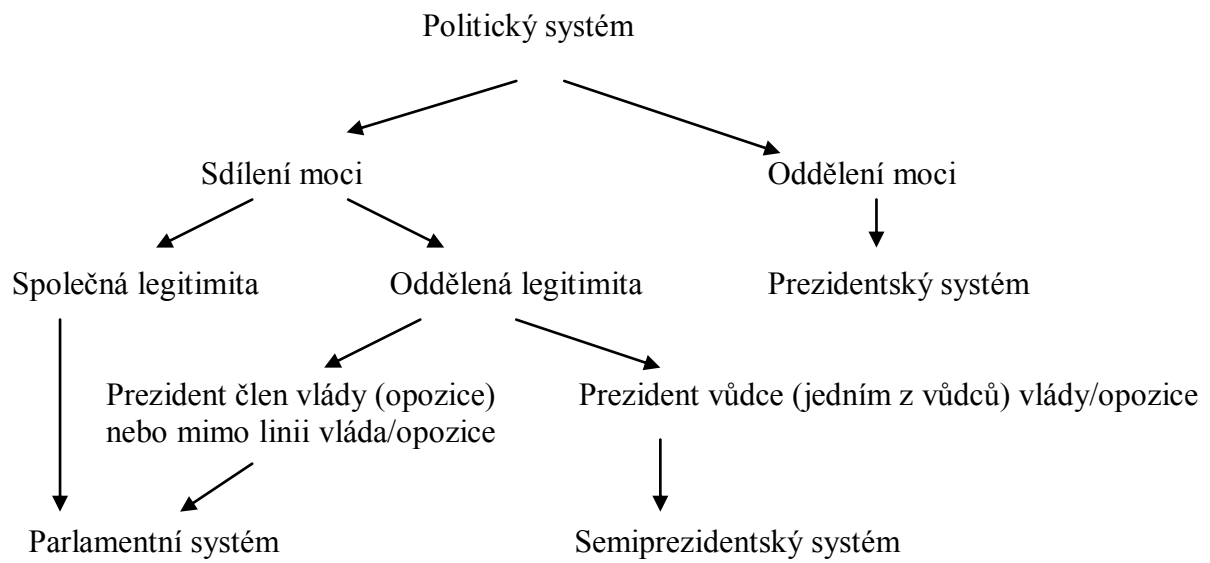 Politický systém
Sdílení moci
Oddělení moci
Společná legitimita
Oddělená legitimita
Prezidentský systém
Prezident člen vlády (opozice)
nebo mimo linii vláda/opozice
Prezident vůdce (jedním z vůdců) vlády/opozice
Parlamentní systém
Semiprezidentský systém